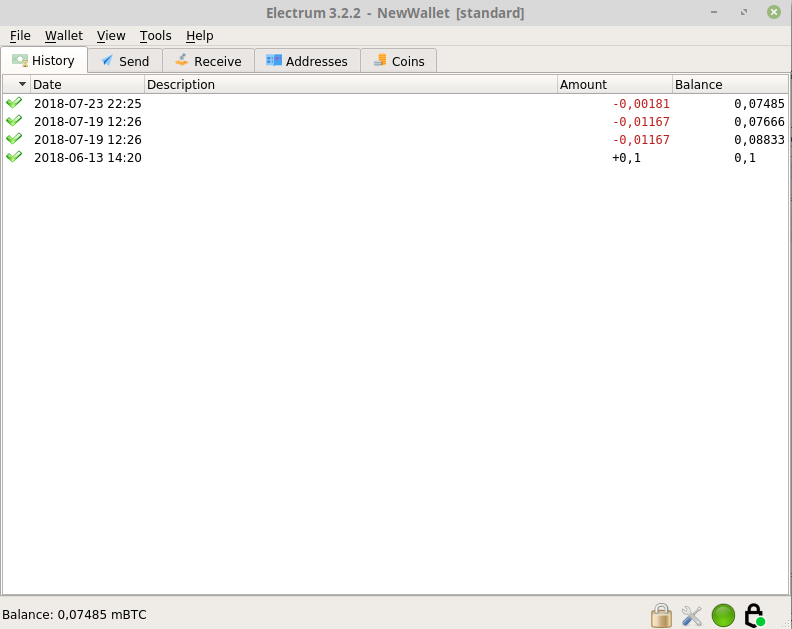 Electrum 3.2.2 - NewWallet [standard]
File Wallet View Tools Help
History Send Receive Addresses Coins
Date Description Amount Balance
2018-07-23 22:25 -0,00181 0,07485
2018-07-19 12:26 -0,01167 0,07666
2018-07-19 12:26 -0,01167 0,08833
2018-06-13 14:20 +0,1 0,1
Balance: 0,07485 mBTC